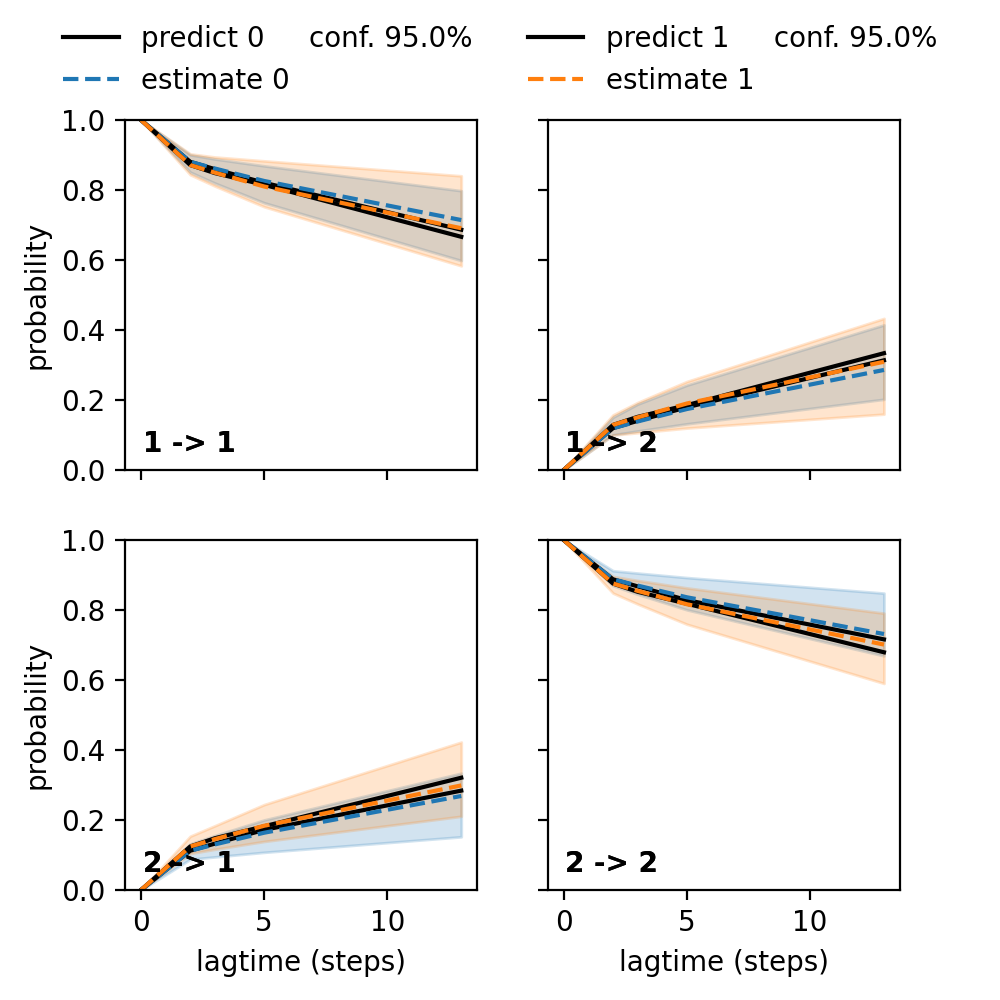 predict 0 conf. 95.0% predict 1 conf. 95.0%
estimate 0 estimate 1
1.0
0.8
0.6
0.4
0.2
0.0
probability
1 -> 1
1 -> 2
1.0
0.8
0.6
0.4
0.2
0.0
probability
2 -> 1
2 -> 2
0 5 10
0 5 10
lagtime (steps)
lagtime (steps)